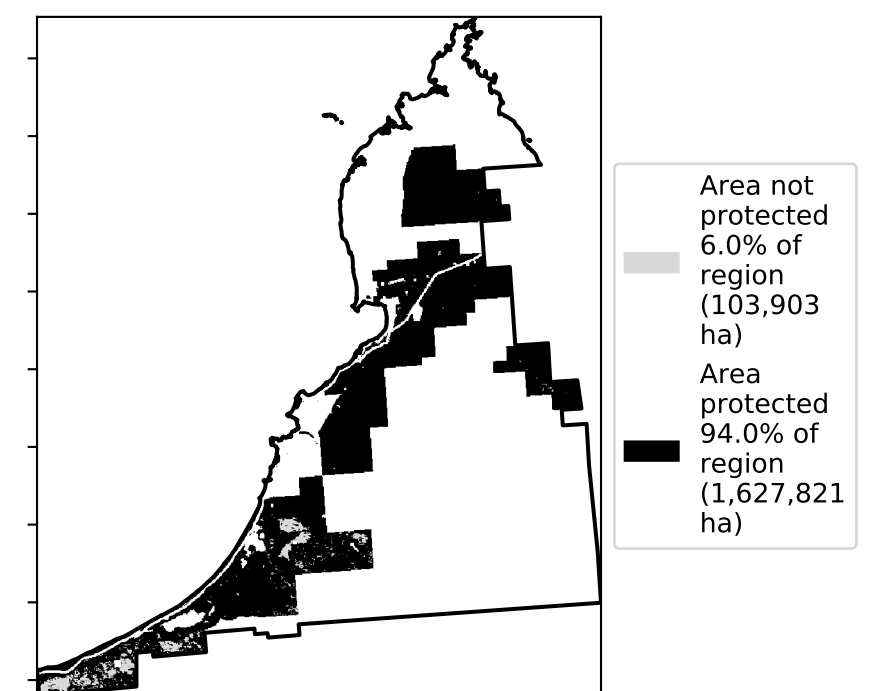 Area not
protected
6.0% of
region
(103,903
ha)
Area
protected
94.0% of
region
(1,627,821
ha)